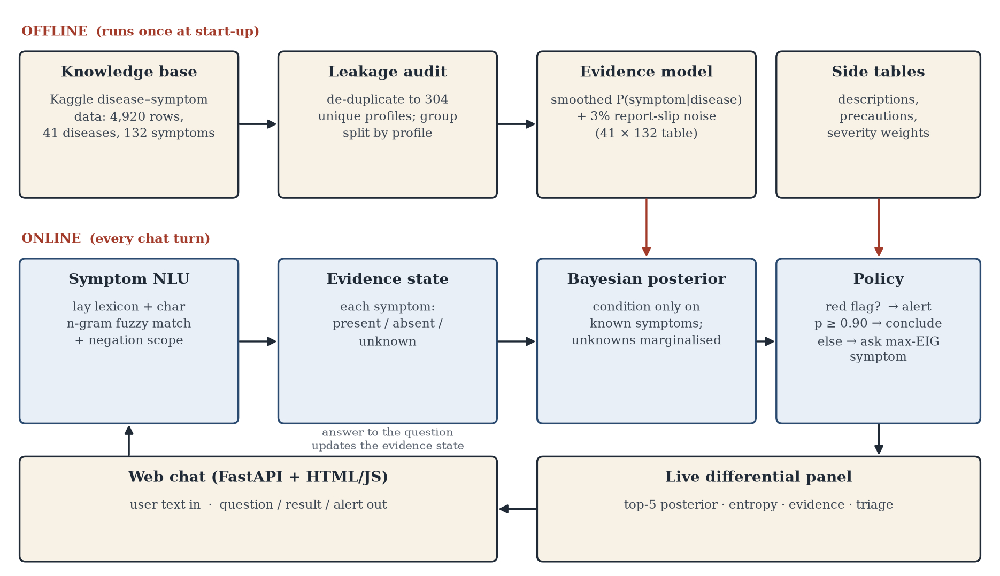 OFFLINE  (runs once at start-up)
Knowledge base
Kaggle disease–symptom
data: 4,920 rows,
41 diseases, 132 symptoms
Leakage audit
de-duplicate to 304
unique profiles; group
split by profile
Evidence model
smoothed P(symptom|disease)
+ 3% report-slip noise
(41 × 132 table)
Side tables
descriptions,
precautions,
severity weights
ONLINE  (every chat turn)
Symptom NLU
lay lexicon + char
n-gram fuzzy match
+ negation scope
Evidence state
each symptom:
present / absent /
unknown
Bayesian posterior
condition only on
known symptoms;
unknowns marginalised
Policy
red flag?  → alert
p ≥ 0.90 → conclude
else → ask max-EIG
symptom
answer to the question
updates the evidence state
Web chat (FastAPI + HTML/JS)
user text in  ·  question / result / alert out
Live differential panel
top-5 posterior · entropy · evidence · triage